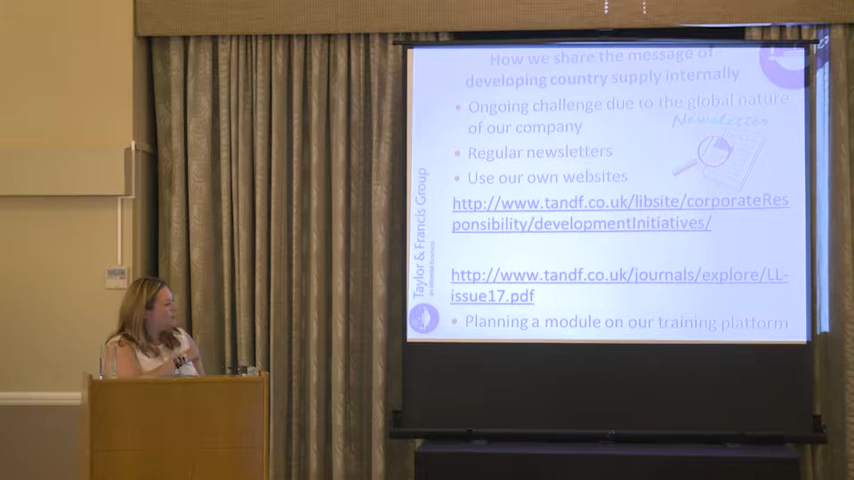 How we share the message of
developing country supply internally
• Ongoing challenge due to the global nature
of our company
Newsletter
• Regular newsletters
• Use our own websites
http://www.tandf.co.uk/libsite/corporateRes
ponsibility/developmentInitiatives/
http://www.tandf.co.uk/journals/explore/LL-
issue17.pdf
• Planning a module on our training platform
Taylor & Francis Group